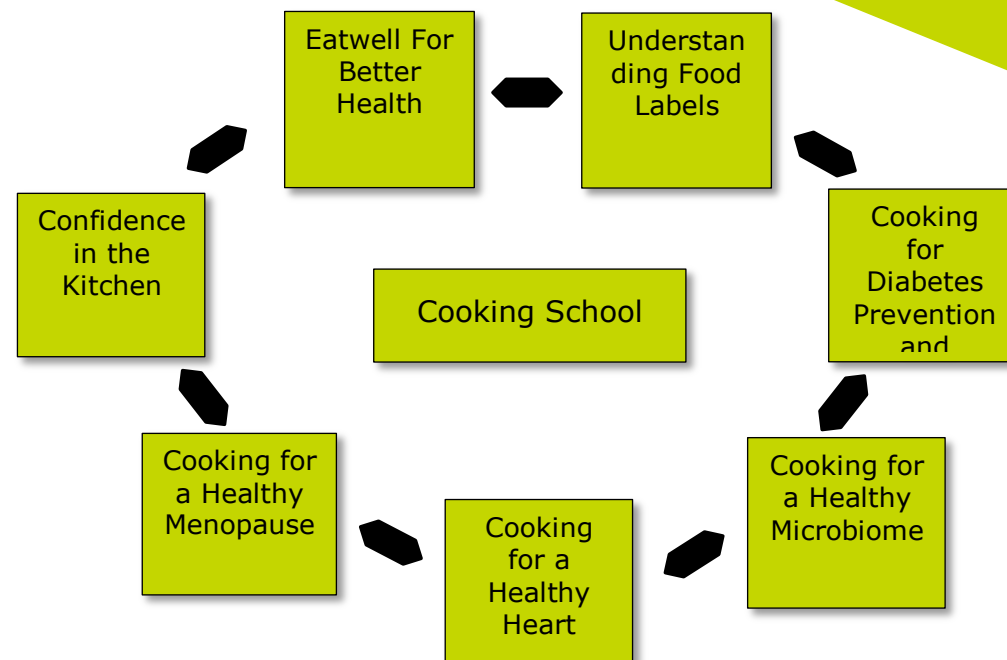 Eatwell For
Better
Health
Understan
ding Food
Labels
Confidence
in the
Kitchen
Cooking
for
Diabetes
Prevention
and
Cooking School
Cooking for
a Healthy
Menopause
Cooking
for a
Healthy
Heart
Cooking for
a Healthy
Microbiome